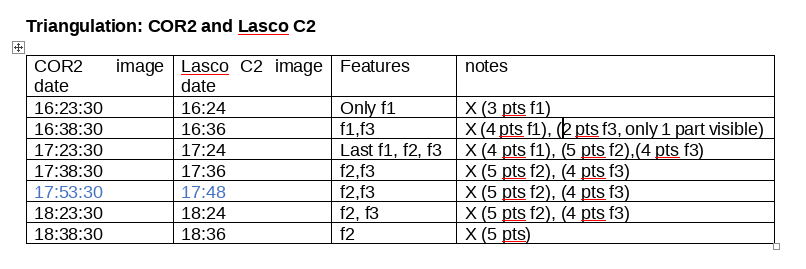 Triangulation: COR2 and Lasco C2
COR2 image date | Lasco C2 image date | Features | notes
16:23:30 | 16:24 | Only f1 | X (3 pts f1)
16:38:30 | 16:36 | f1,f3 | X (4 pts f1), (2 pts f3, only 1 part visible)
17:23:30 | 17:24 | Last f1, f2, f3 | X (4 pts f1), (5 pts f2),(4 pts f3)
17:38:30 | 17:36 | f2,f3 | X (5 pts f2), (4 pts f3)
17:53:30 | 17:48 | f2,f3 | X (5 pts f2), (4 pts f3)
18:23:30 | 18:24 | f2, f3 | X (5 pts f2), (4 pts f3)
18:38:30 | 18:36 | f2 | X (5 pts)